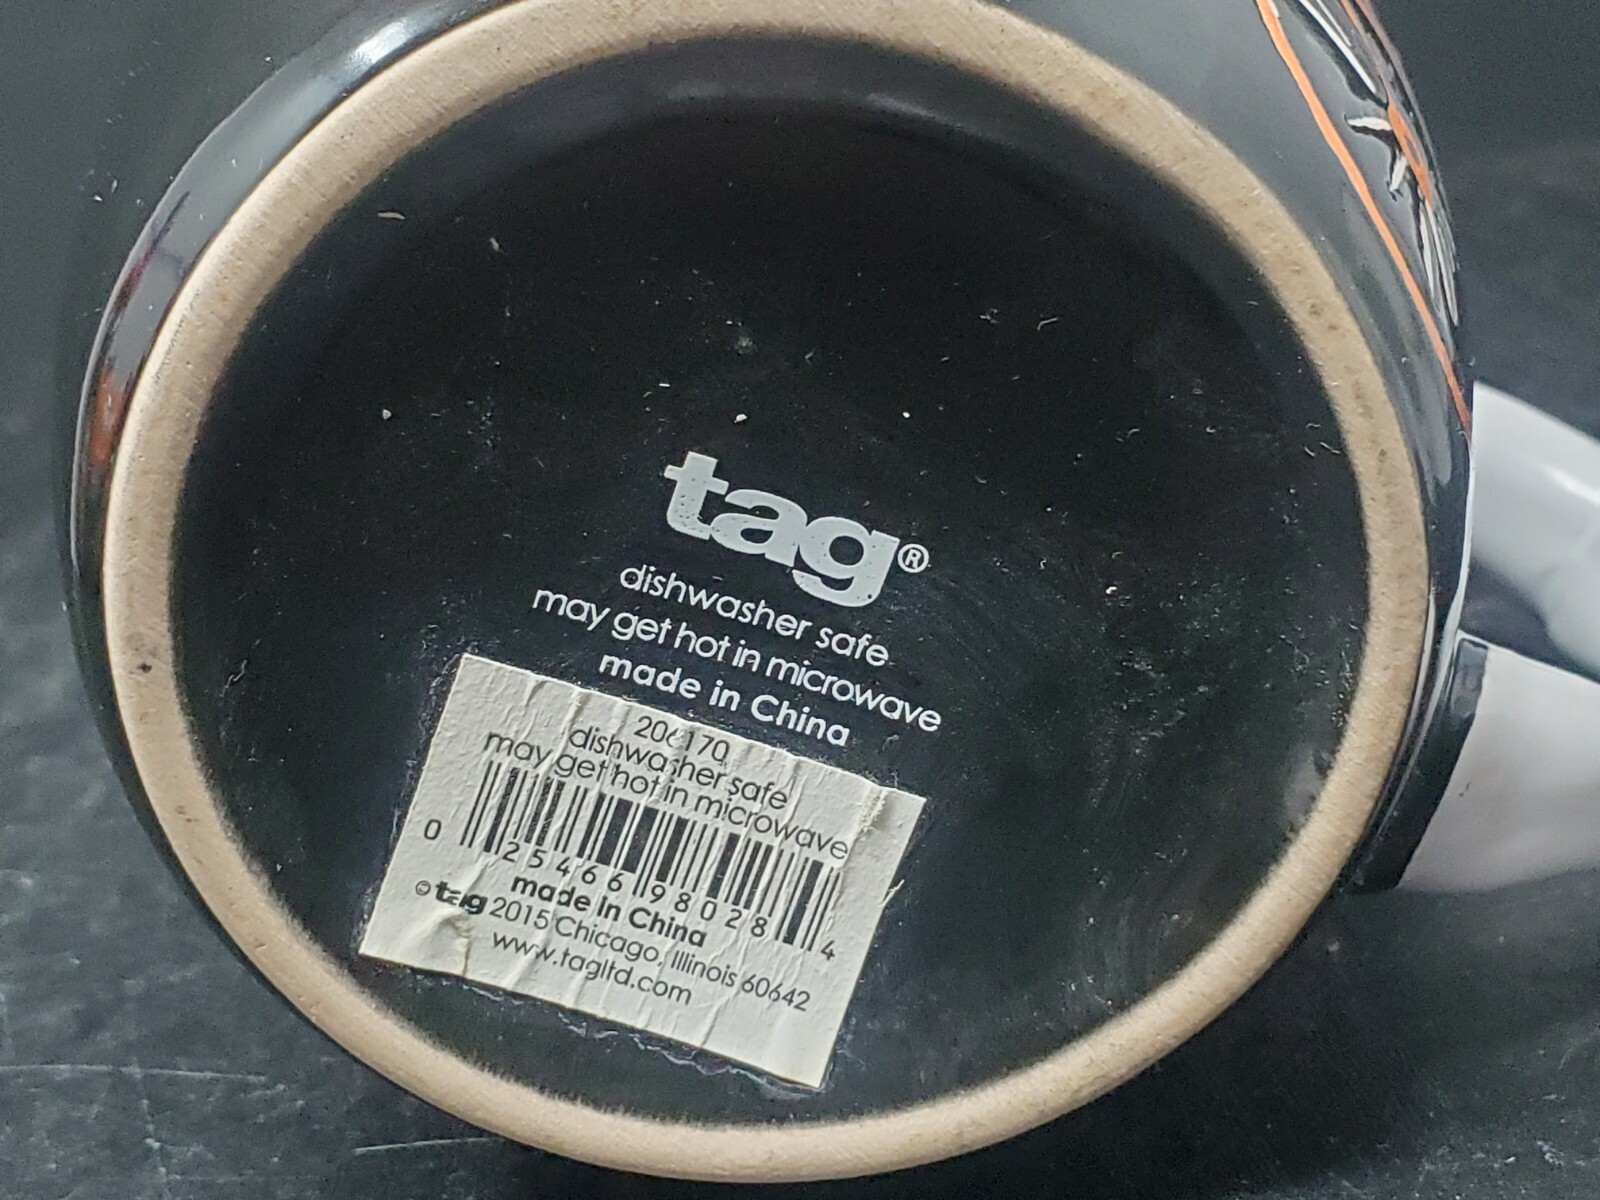 tag®
dishwasher safe
may get hot in microwave
made in China
206170
dishwasher safe
may get hot in microwave
0 25466 98028 4
made in China
© tag 2015 Chicago, Illinois 60642
www.tagltd.com